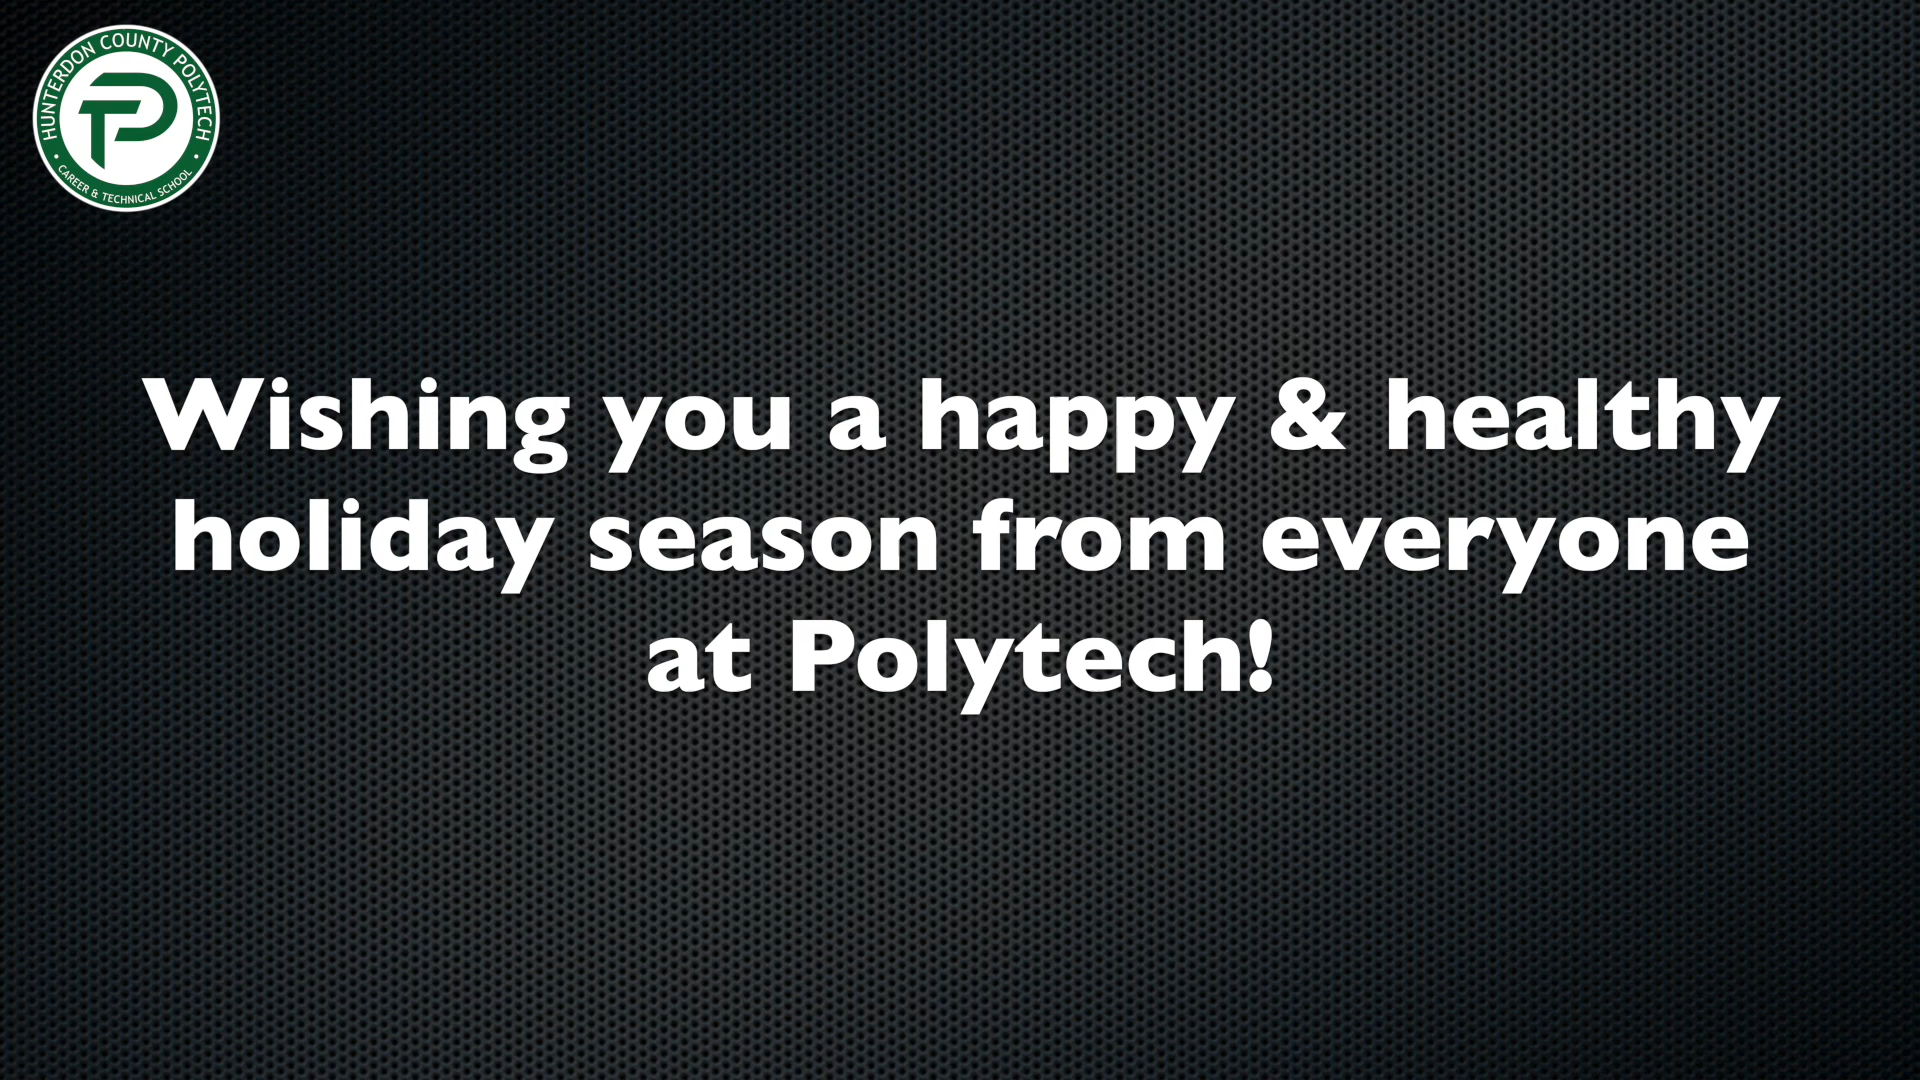 HUNTERDON COUNTY POLYTECH
CAREER & TECHNICAL SCHOOL
Wishing you a happy & healthy
holiday season from everyone
at Polytech!